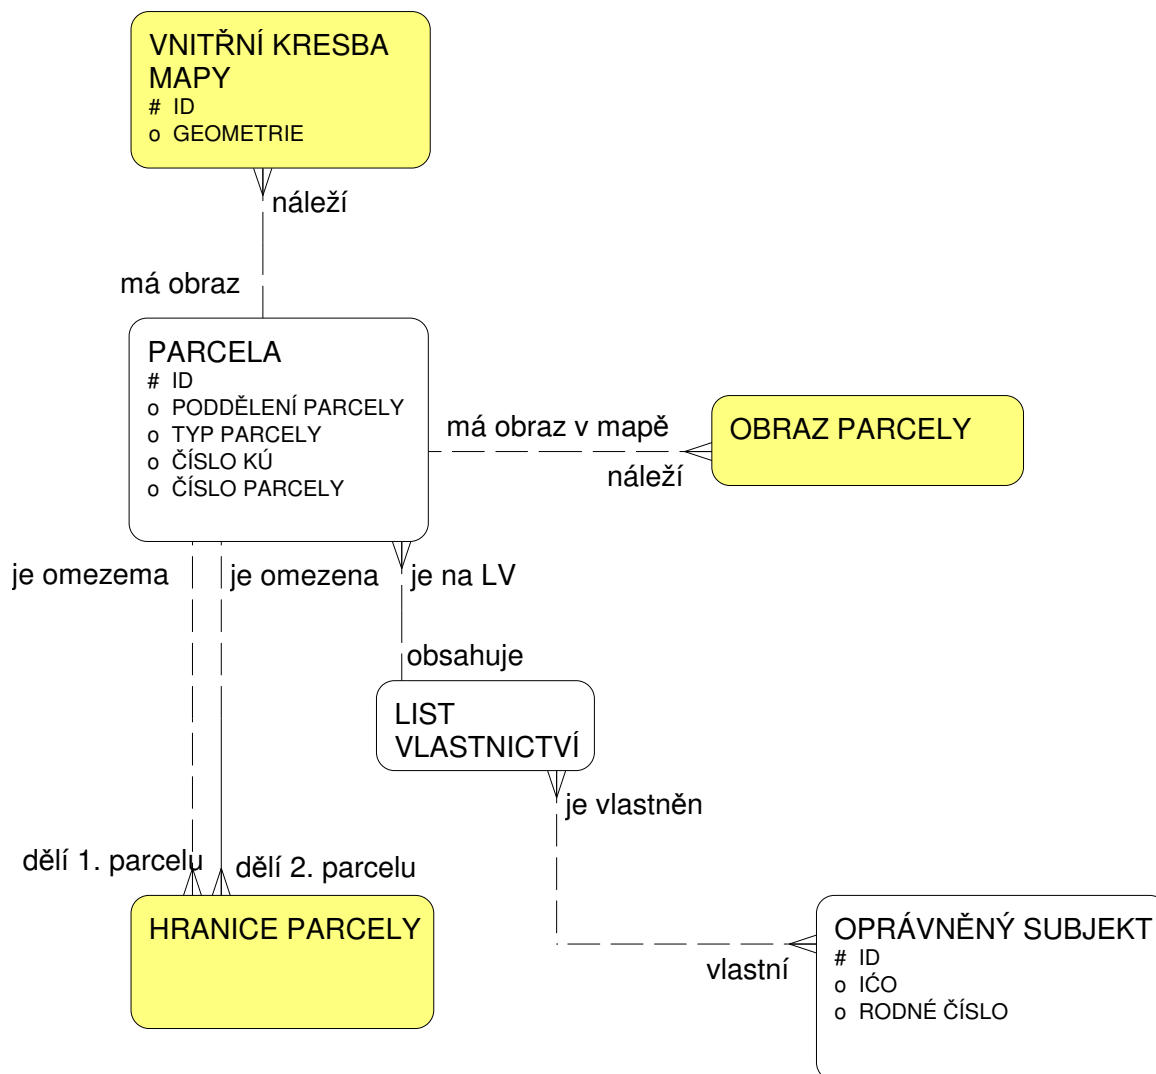 VNITŘNÍ KRESBA
MAPY
# ID
o GEOMETRIE
náleží
má obraz
PARCELA
# ID
o PODDĚLENÍ PARCELY
o TYP PARCELY
o ČÍSLO KÚ
o ČÍSLO PARCELY
má obraz v mapě
náleží
OBRAZ PARCELY
je omezema
je omezena
je na LV
obsahuje
LIST
VLASTNICTVÍ
je vlastněn
dělí 1. parcelu
dělí 2. parcelu
HRANICE PARCELY
vlastní
OPRÁVNĚNÝ SUBJEKT
# ID
o IĆO
o RODNÉ ČÍSLO